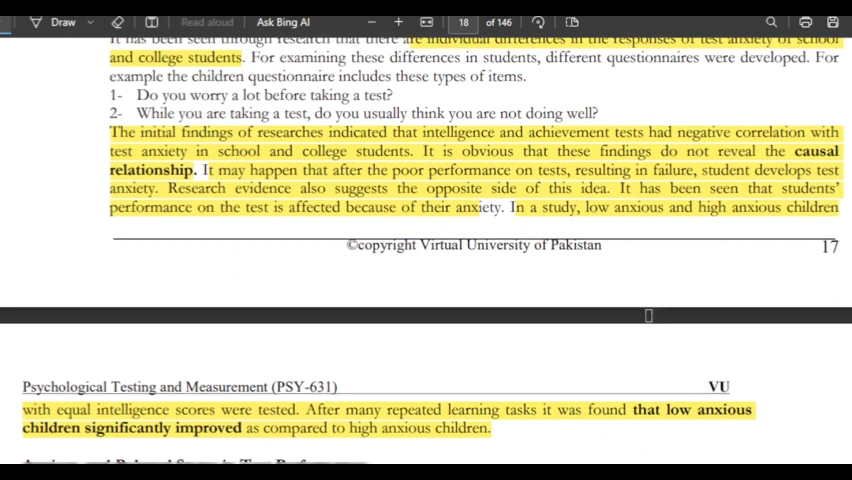 Draw
Read aloud
Ask Bing AI
18 of 146
It has been seen through research that there are individual differences in the responses of test anxiety of school
and college students. For examining these differences in students, different questionnaires were developed. For
example the children questionnaire includes these types of items.
1- Do you worry a lot before taking a test?
2- While you are taking a test, do you usually think you are not doing well?
The initial findings of researches indicated that intelligence and achievement tests had negative correlation with
test anxiety in school and college students. It is obvious that these findings do not reveal the causal
relationship. It may happen that after the poor performance on tests, resulting in failure, student develops test
anxiety. Research evidence also suggests the opposite side of this idea. It has been seen that students'
performance on the test is affected because of their anxiety. In a study, low anxious and high anxious children
©copyright Virtual University of Pakistan 17
Psychological Testing and Measurement (PSY-631) VU
with equal intelligence scores were tested. After many repeated learning tasks it was found that low anxious
children significantly improved as compared to high anxious children.